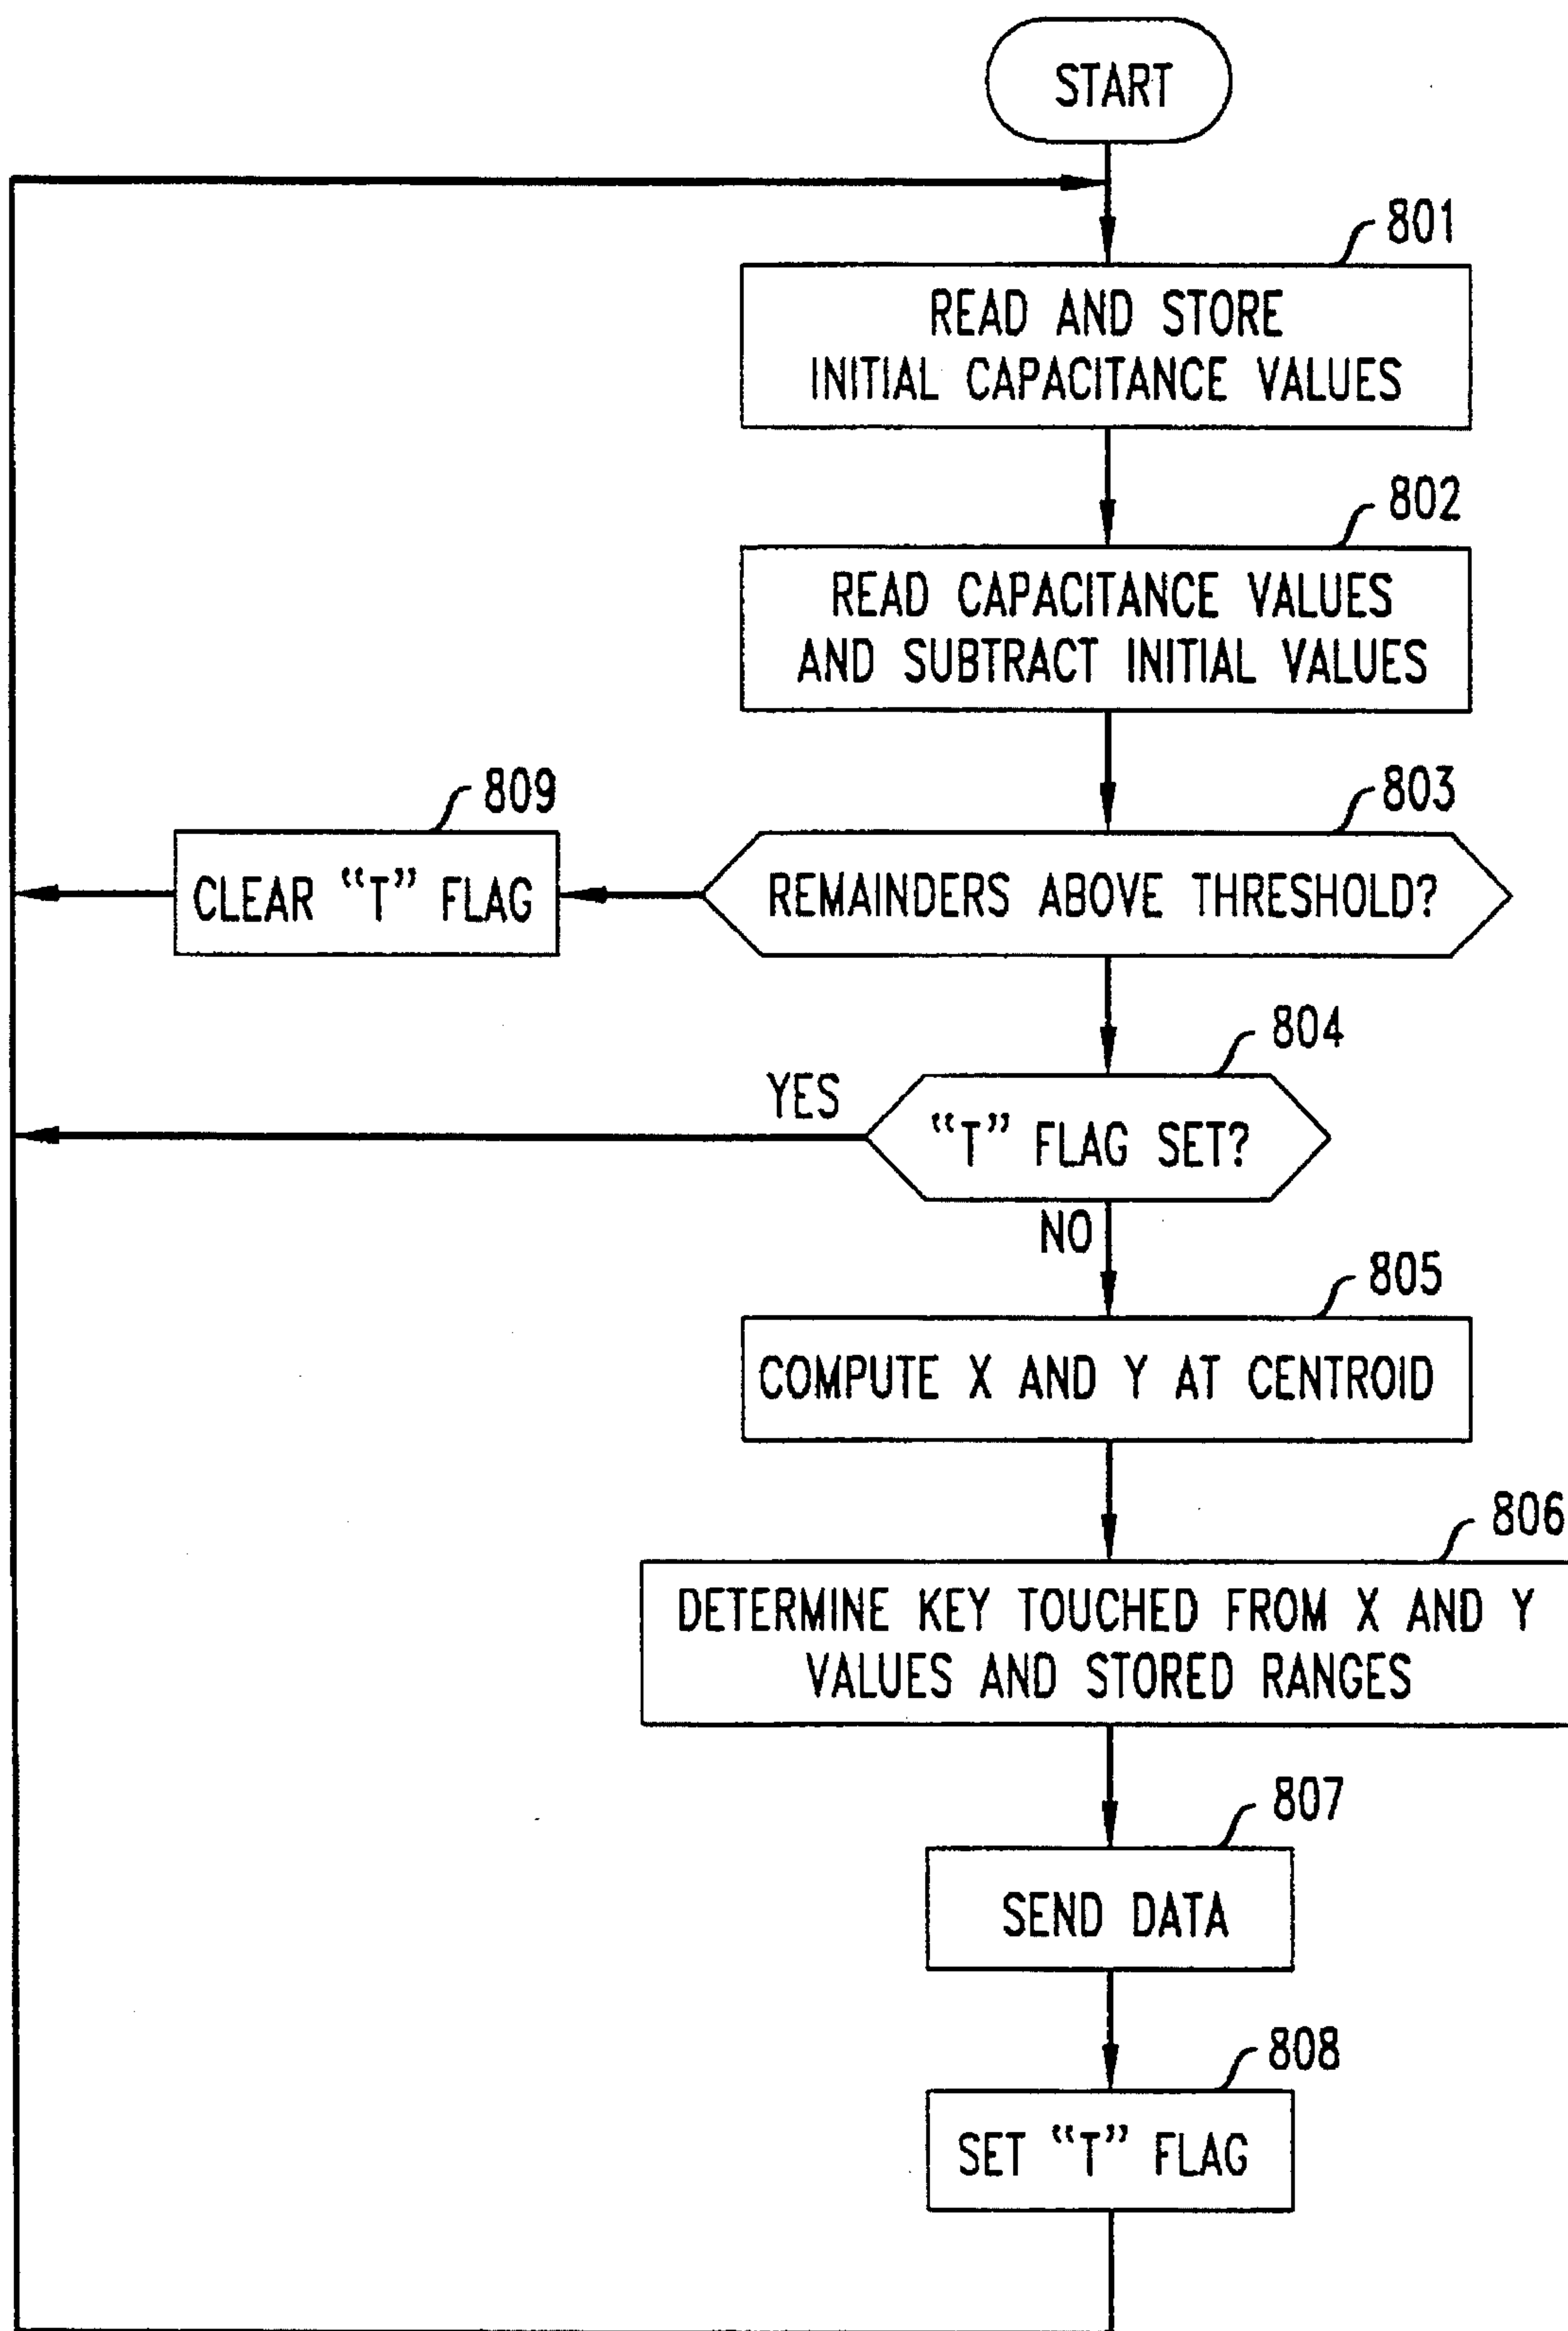 START
801
READ AND STORE
INITIAL CAPACITANCE VALUES
802
READ CAPACITANCE VALUES
AND SUBTRACT INITIAL VALUES
809
803
CLEAR “T” FLAG
REMAINDERS ABOVE THRESHOLD?
804
YES
“T” FLAG SET?
NO
805
COMPUTE X AND Y AT CENTROID
806
DETERMINE KEY TOUCHED FROM X AND Y
VALUES AND STORED RANGES
807
SEND DATA
808
SET “T” FLAG